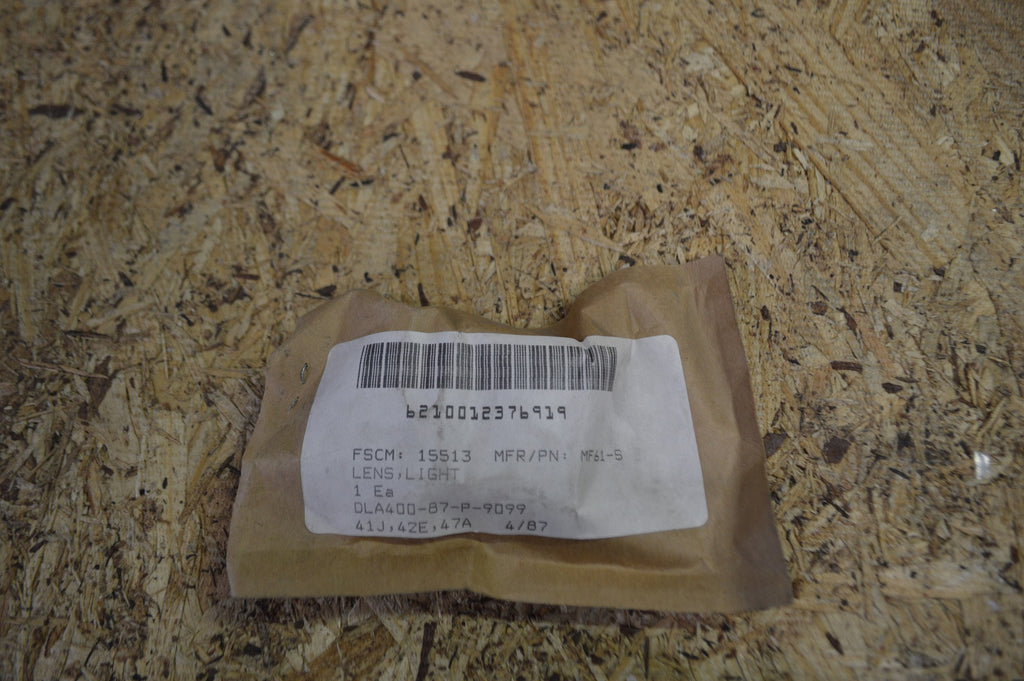 6210012376919
FSCM: 15513 MFR/PN: MF61-S
LENS,LIGHT
1 Ea
DLA400-87-P-9099
41J,42E,47A 4/87